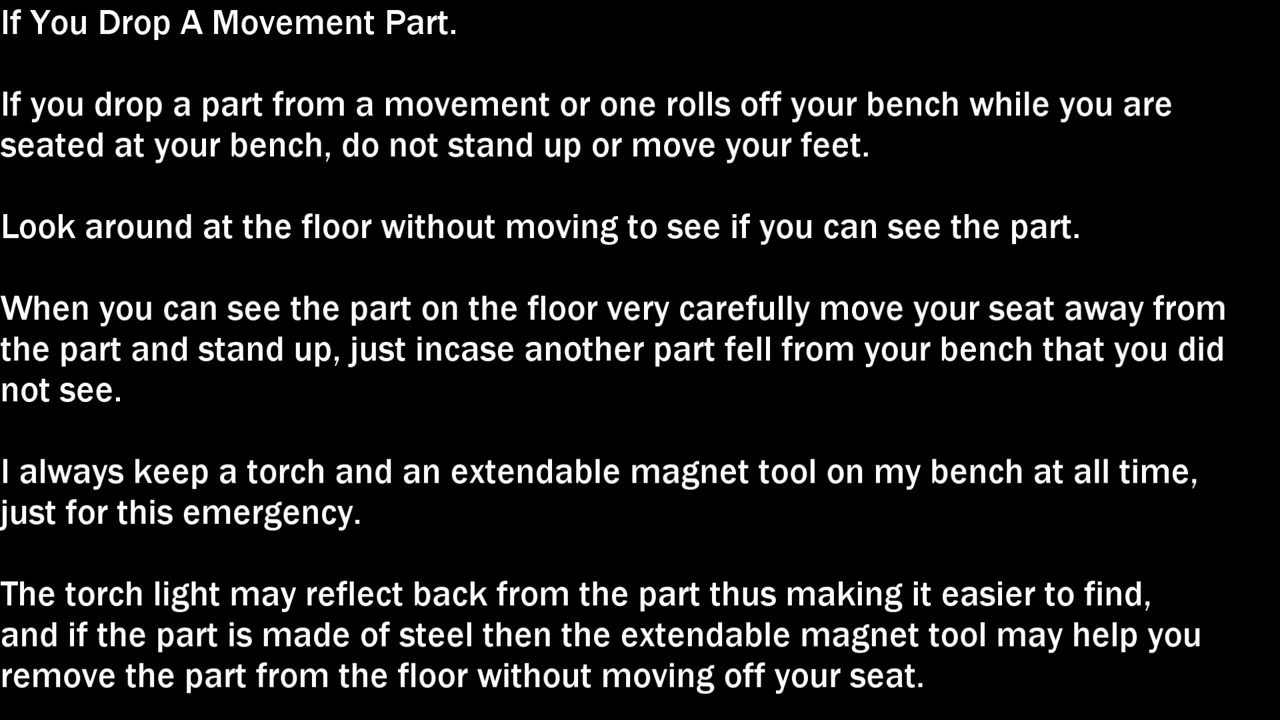 If You Drop A Movement Part.
If you drop a part from a movement or one rolls off your bench while you are
seated at your bench, do not stand up or move your feet.
Look around at the floor without moving to see if you can see the part.
When you can see the part on the floor very carefully move your seat away from
the part and stand up, just incase another part fell from your bench that you did
not see.
I always keep a torch and an extendable magnet tool on my bench at all time,
just for this emergency.
The torch light may reflect back from the part thus making it easier to find,
and if the part is made of steel then the extendable magnet tool may help you
remove the part from the floor without moving off your seat.